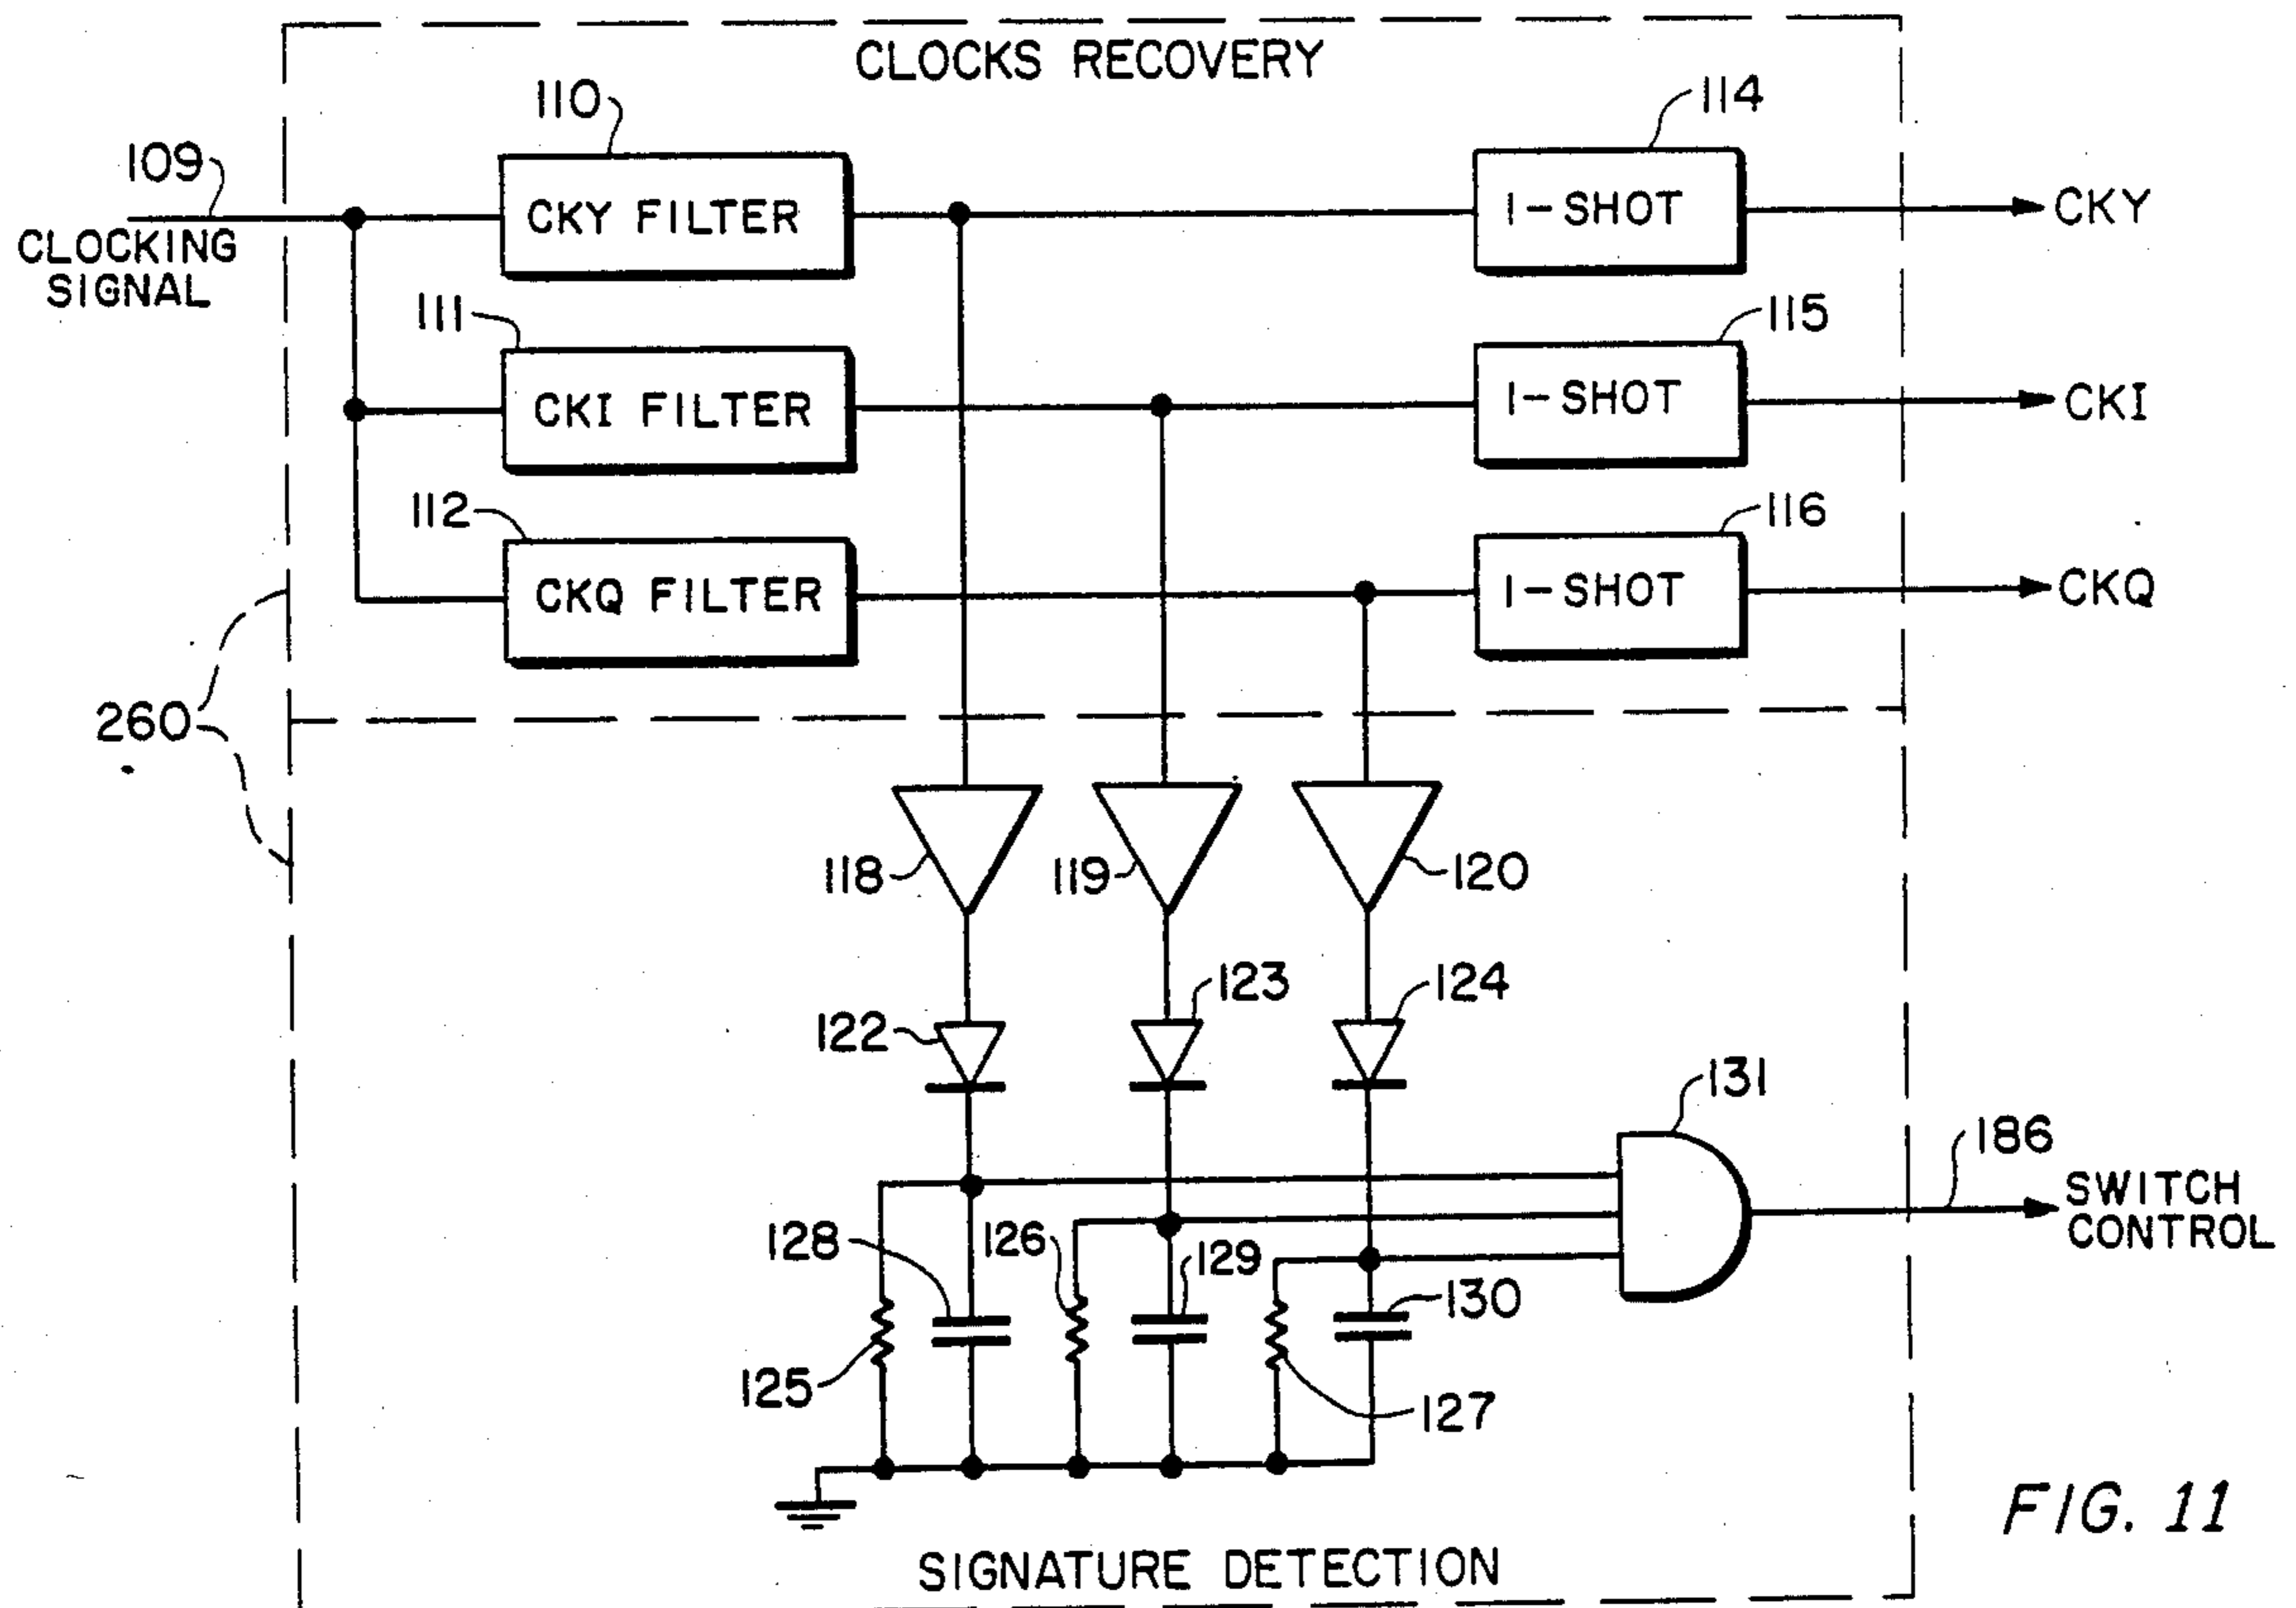 CLOCKS RECOVERY
110
114
109
CKY FILTER
1-SHOT
CKY
CLOCKING
SIGNAL
111
115
CKI FILTER
1-SHOT
CKI
112
116
CKQ FILTER
1-SHOT
CKQ
260
118
119
120
122
123
124
131
186
SWITCH
CONTROL
128
126
129
130
125
127
FIG. 11
SIGNATURE DETECTION